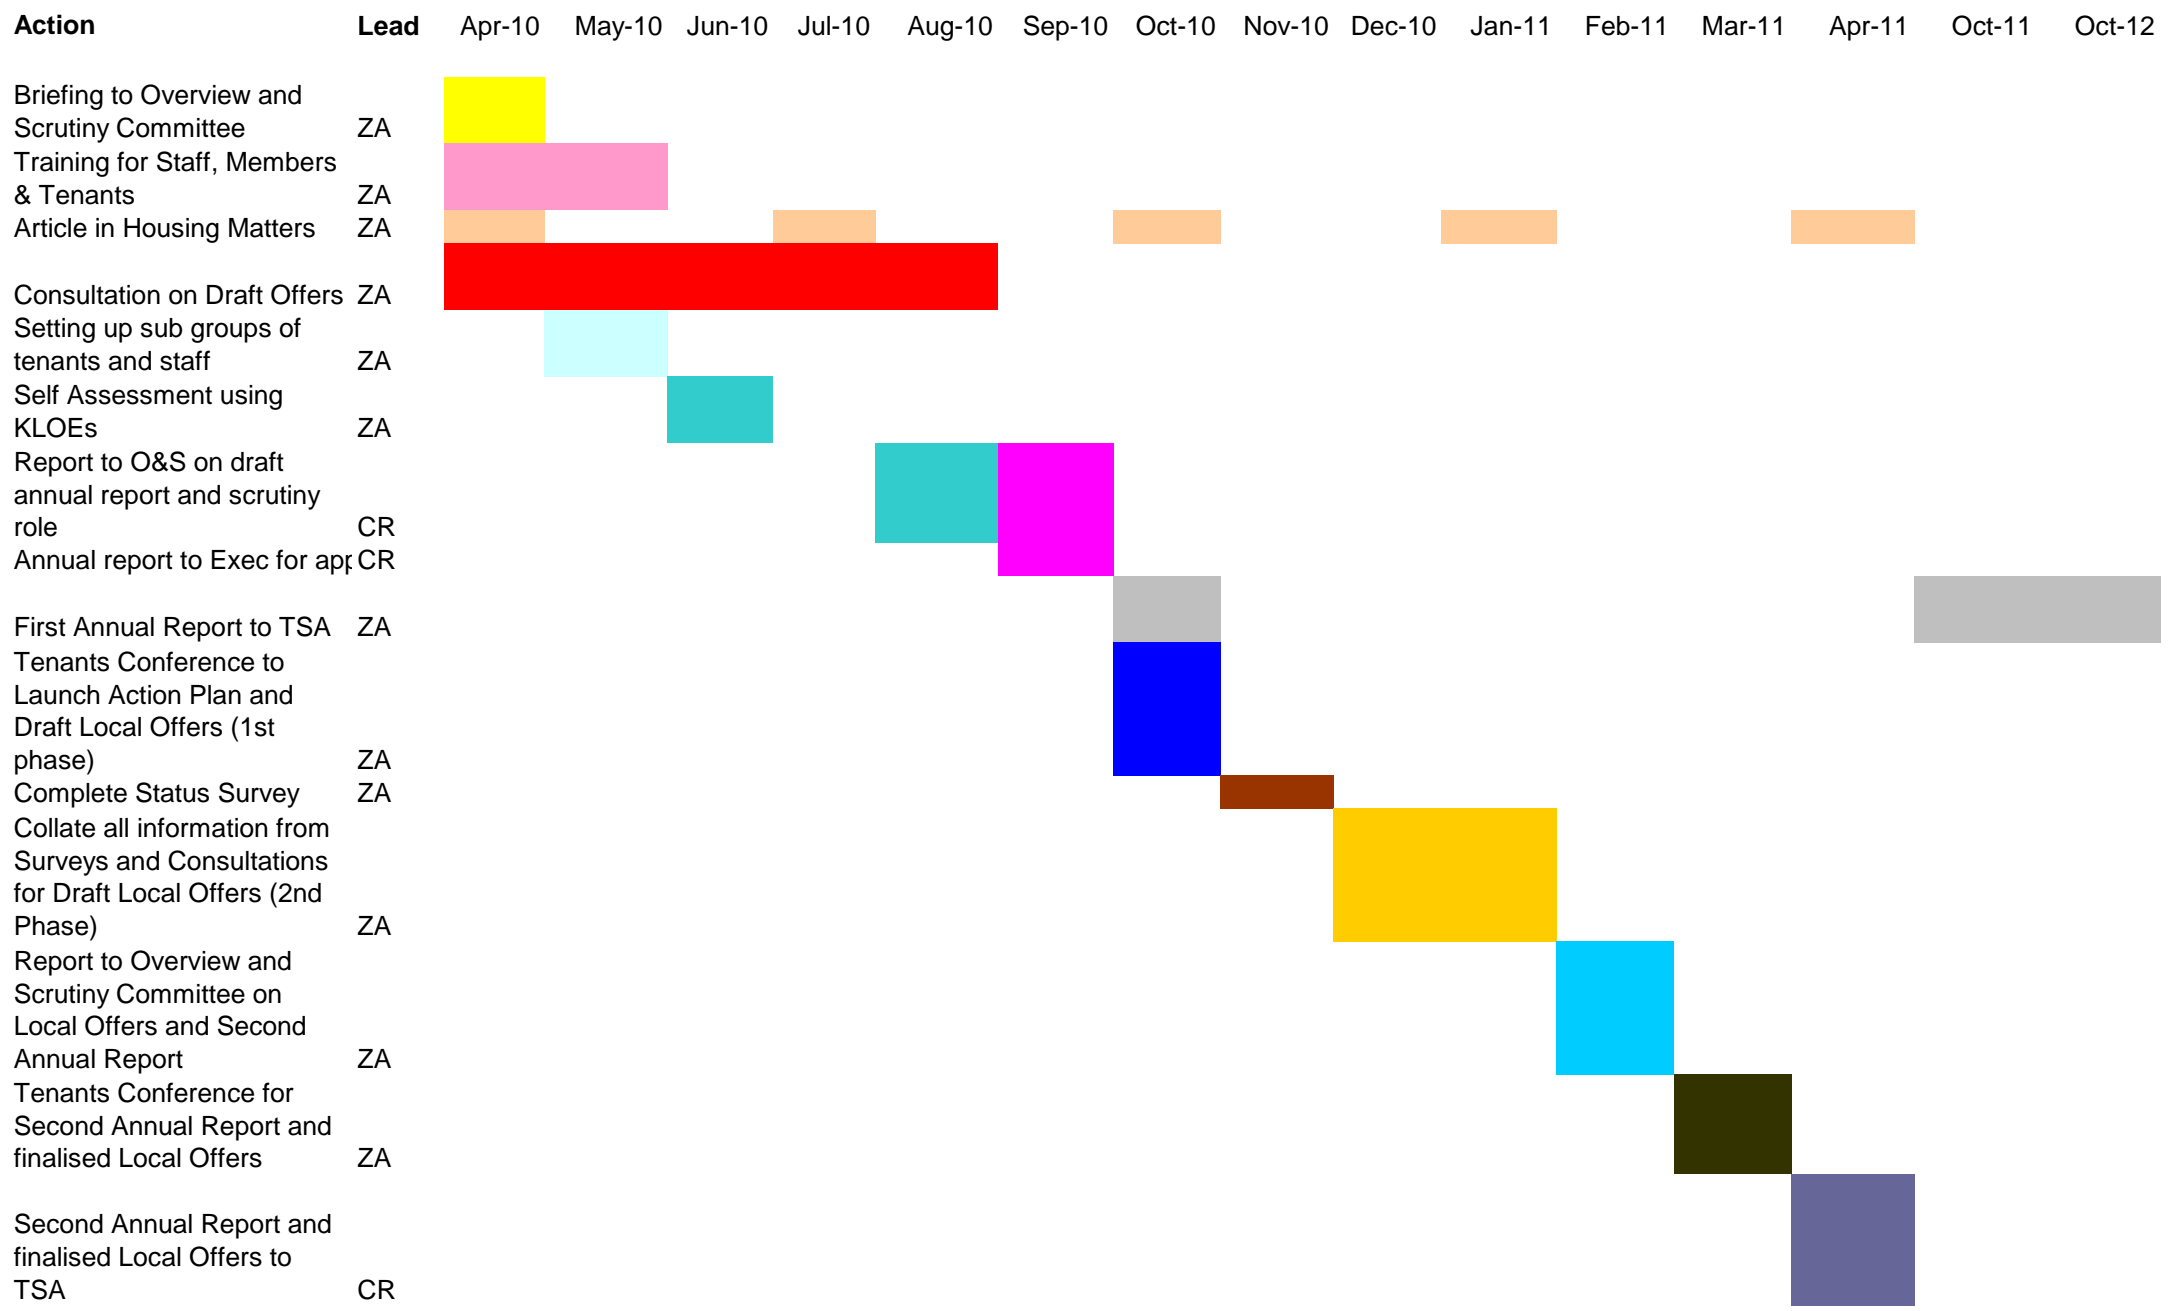 Action Lead Apr-10 May-10 Jun-10 Jul-10 Aug-10 Sep-10 Oct-10 Nov-10 Dec-10 Jan-11 Feb-11 Mar-11 Apr-11 Oct-11 Oct-12
Briefing to Overview and
Scrutiny Committee ZA
Training for Staff, Members
& Tenants ZA
Article in Housing Matters ZA
Consultation on Draft Offers ZA
Setting up sub groups of
tenants and staff ZA
Self Assessment using
KLOEs ZA
Report to O&S on draft
annual report and scrutiny
role CR
Annual report to Exec for app CR
First Annual Report to TSA ZA
Tenants Conference to
Launch Action Plan and
Draft Local Offers (1st
phase) ZA
Complete Status Survey ZA
Collate all information from
Surveys and Consultations
for Draft Local Offers (2nd
Phase) ZA
Report to Overview and
Scrutiny Committee on
Local Offers and Second
Annual Report ZA
Tenants Conference for
Second Annual Report and
finalised Local Offers ZA
Second Annual Report and
finalised Local Offers to
TSA CR